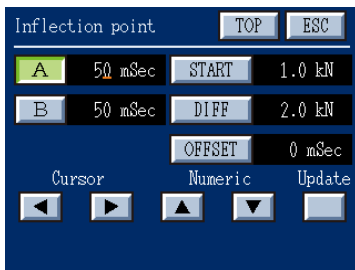 Inflection point TOP ESC
A 50 mSec START 1.0 kN
B 50 mSec DIFF 2.0 kN
OFFSET 0 mSec
Cursor Numeric Update
◀ ▶ ▲ ▼